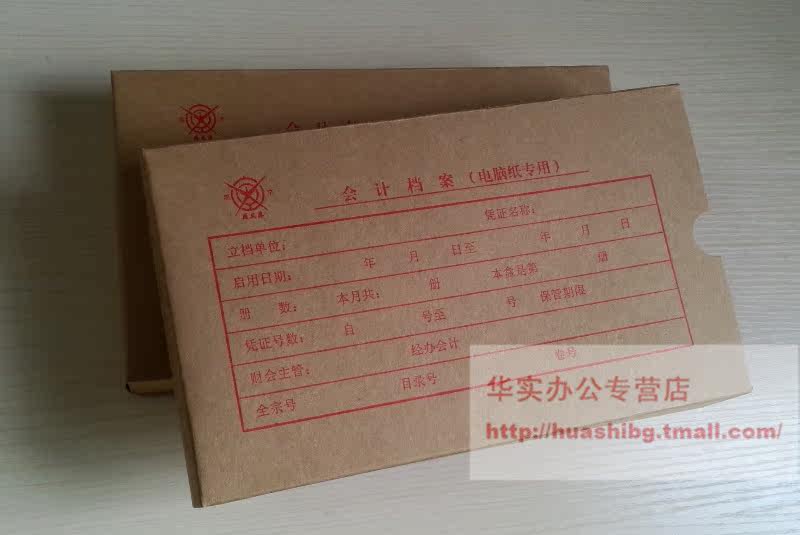 会计档案（电脑纸专用）
立档单位： 凭证名称：
启用日期： 年 月 日至 年 月 日
册 数： 本月共： 册 本盒是第 册
凭证号数： 自 号至 号 保管期限
财会主管： 经办会计
全宗号 目录号 卷号
华实办公专营店
http://huashibg.tmall.com/